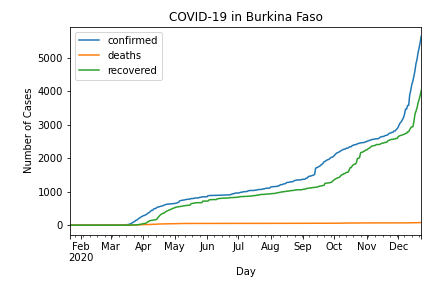 COVID-19 in Burkina Faso
confirmed
deaths
recovered
Number of Cases
5000
4000
3000
2000
1000
0
Feb Mar Apr May Jun Jul Aug Sep Oct Nov Dec
2020
Day